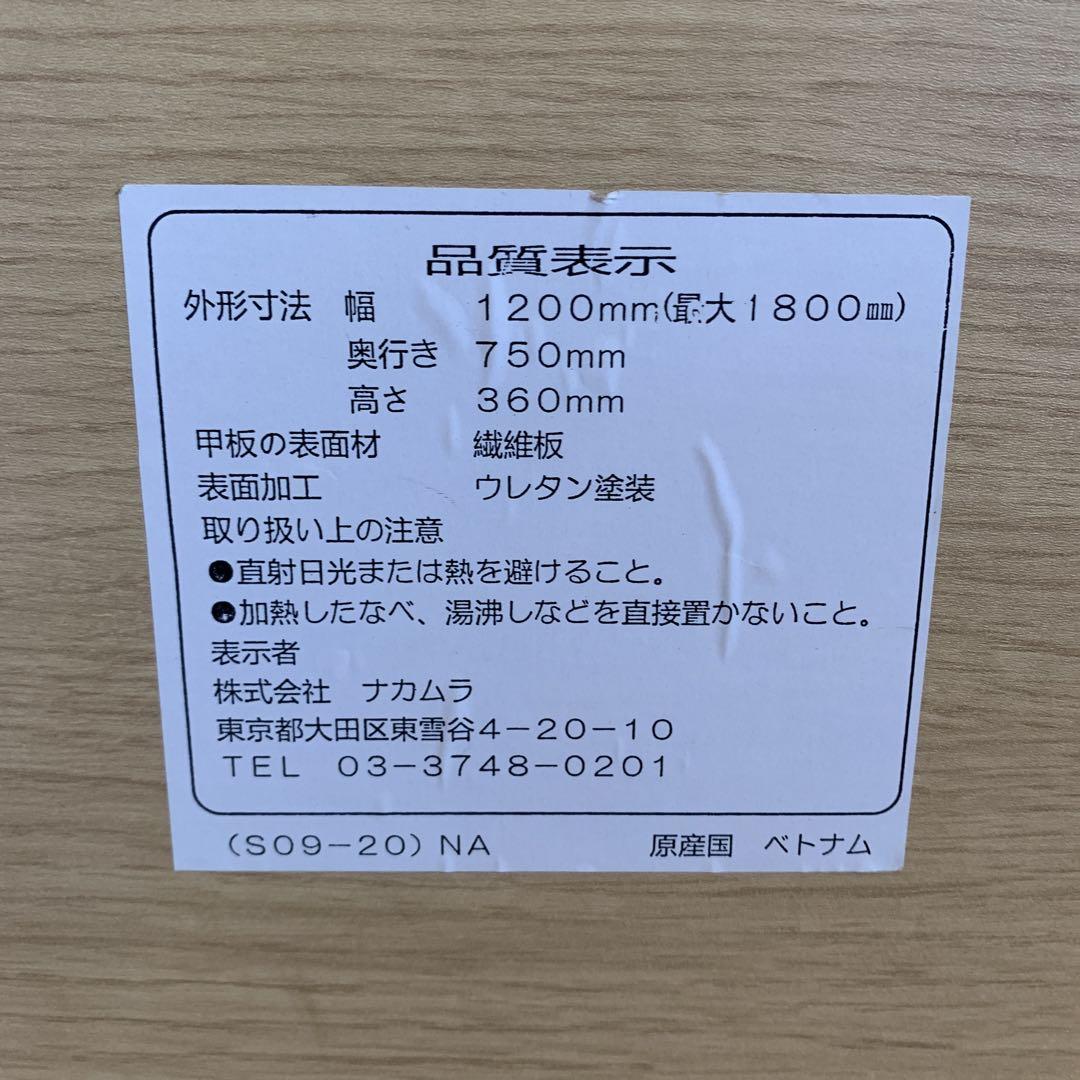 品質表示
外形寸法 幅 1200mm(最大1800㎜)
奥行き 750mm
高さ 360mm
甲板の表面材 繊維板
表面加工 ウレタン塗装
取り扱い上の注意
●直射日光または熱を避けること。
●加熱したなべ、湯沸しなどを直接置かないこと。
表示者
株式会社 ナカムラ
東京都大田区東雪谷4-20-10
TEL 03-3748-0201
(S09-20)NA 原産国 ベトナム